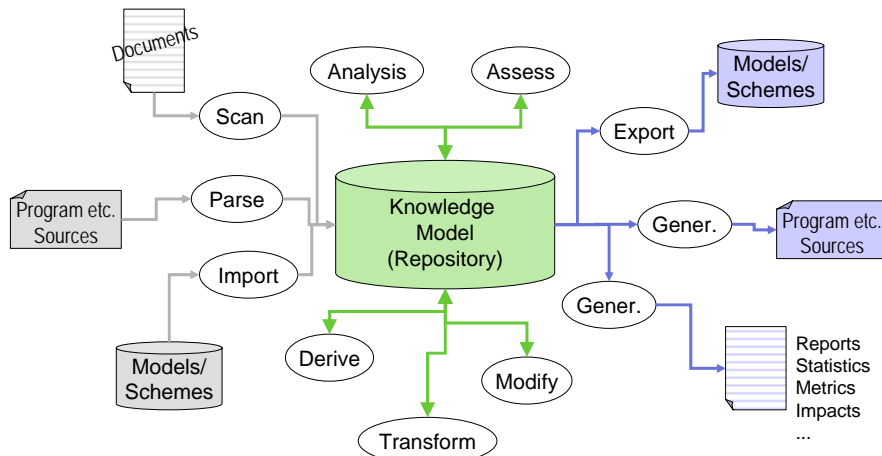 Documents
Scan
Program etc.
Sources
Parse
Import
Models/
Schemes
Analysis
Assess
Knowledge
Model
(Repository)
Derive
Transform
Modify
Export
Models/
Schemes
Gener.
Program etc.
Sources
Gener.
Reports
Statistics
Metrics
Impacts
...